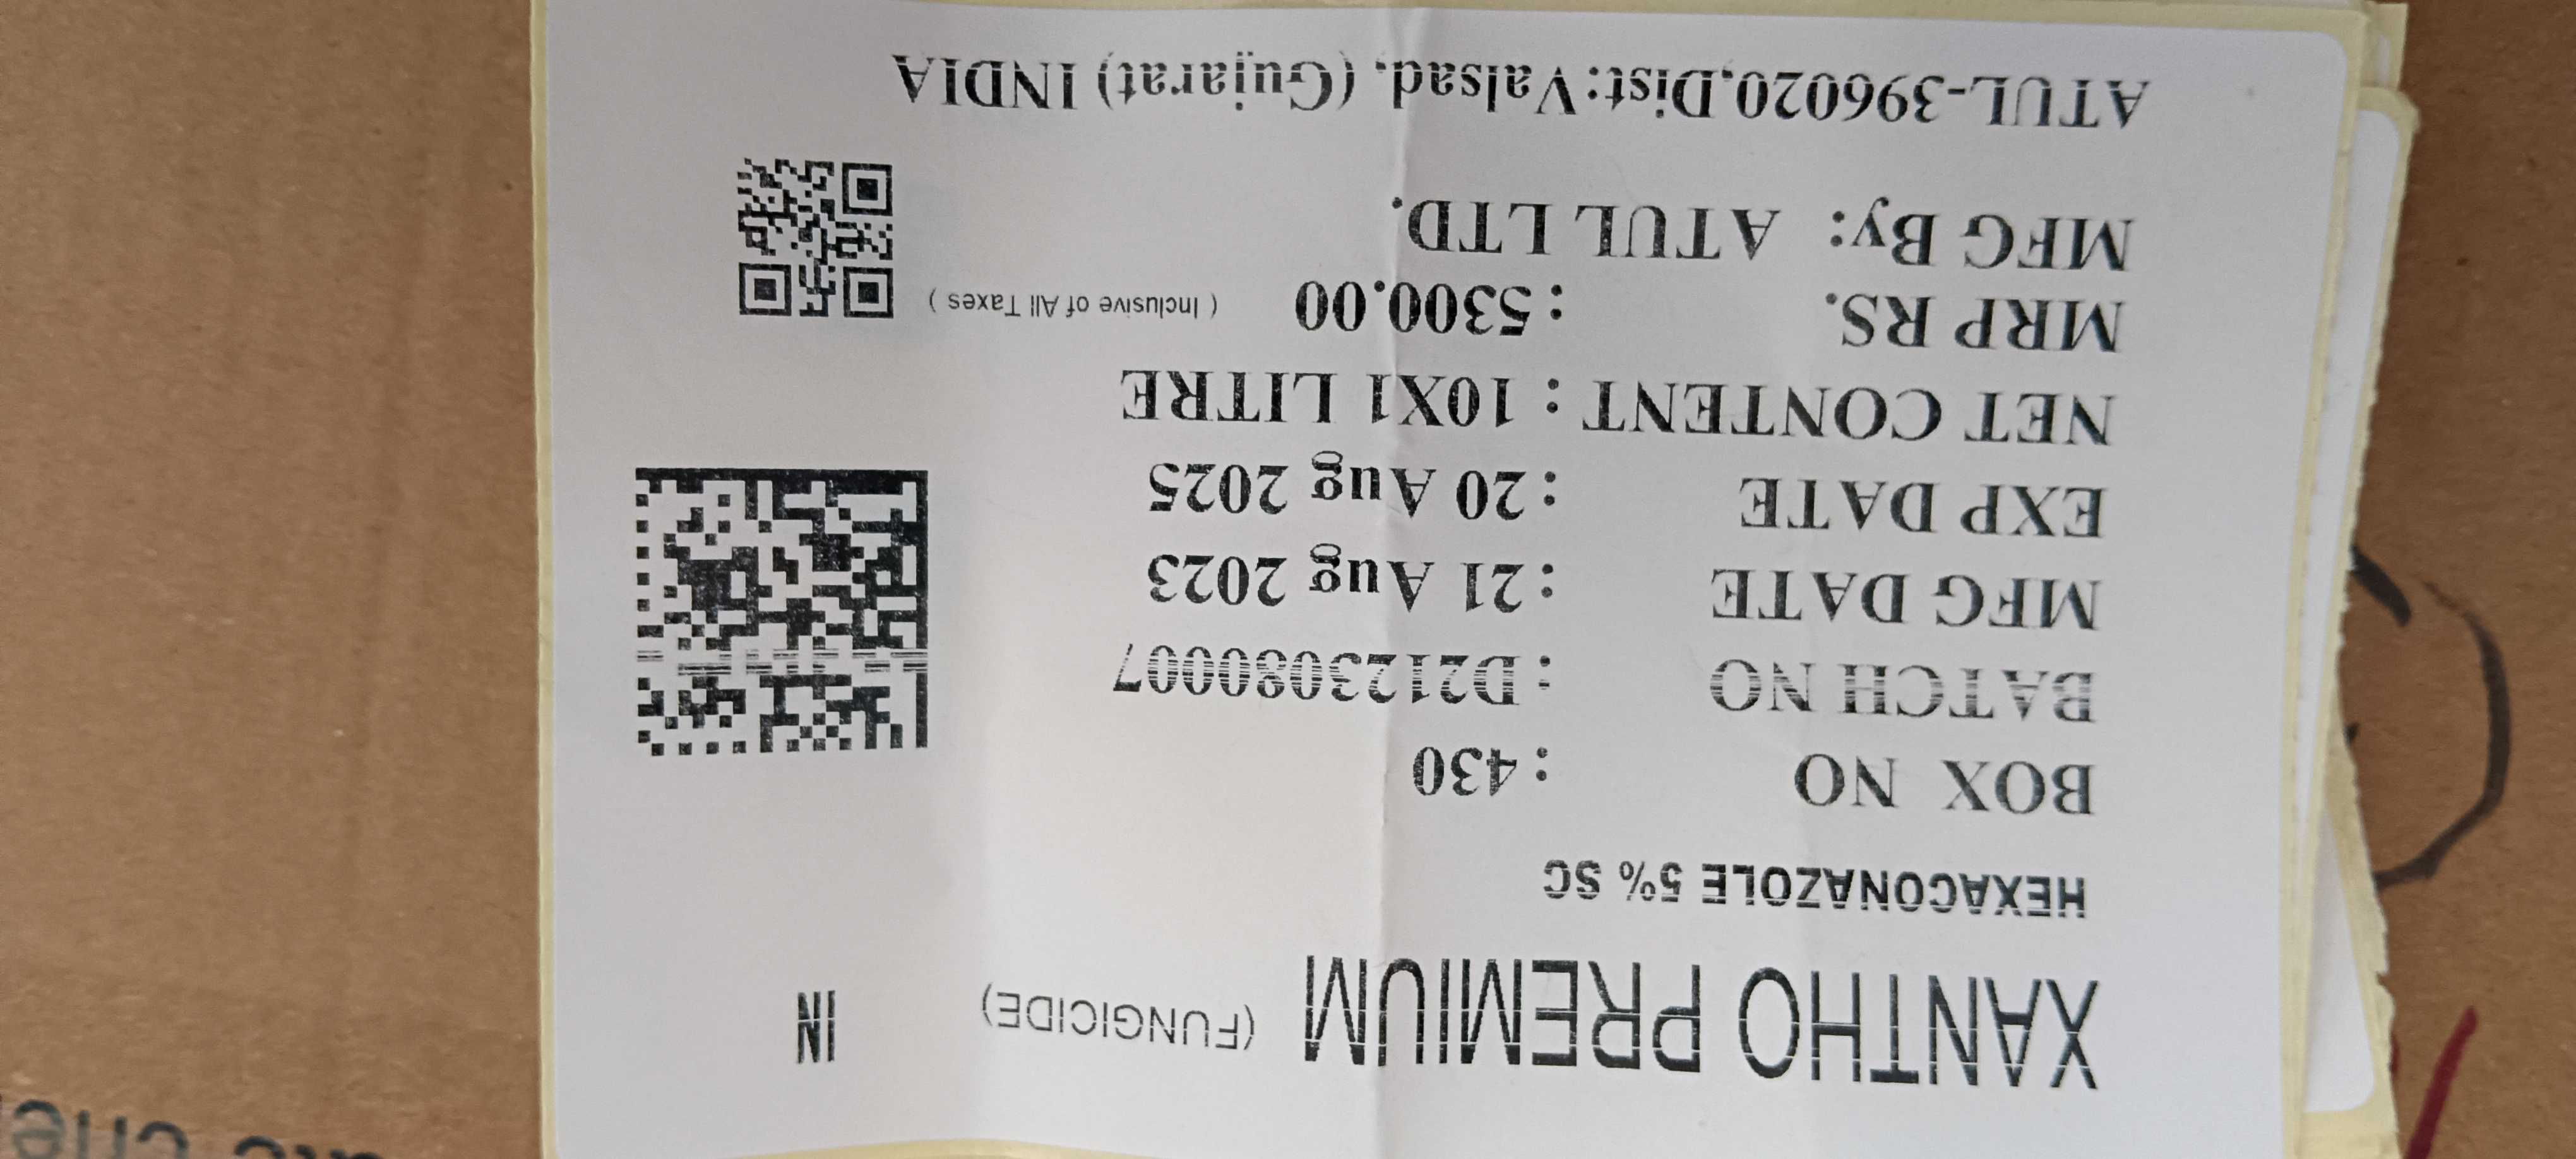 XANTHO PREMIUM (FUNGICIDE) IN
HEXACONAZOLE 5% SC
BOX NO : 430
BATCH NO : D2123080007
MFG DATE : 21 Aug 2023
EXP DATE : 20 Aug 2025
NET CONTENT : 10X1 LITRE
MRP RS. : 5300.00 ( Inclusive of All Taxes )
MFG By: ATUL LTD.
ATUL-396020,Dist:Valsad, (Gujarat) INDIA